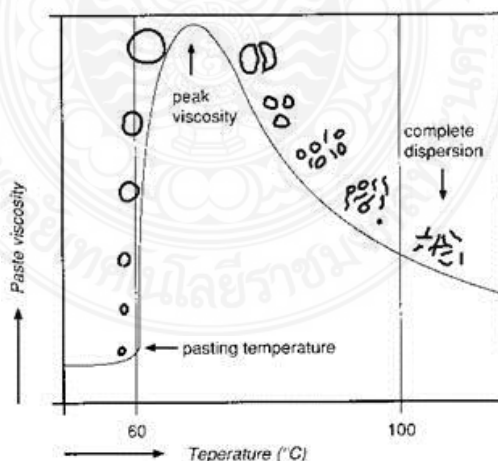 peak
viscosity
complete
dispersion
Paste viscosity
pasting temperature
60
100
Teperature (°C)